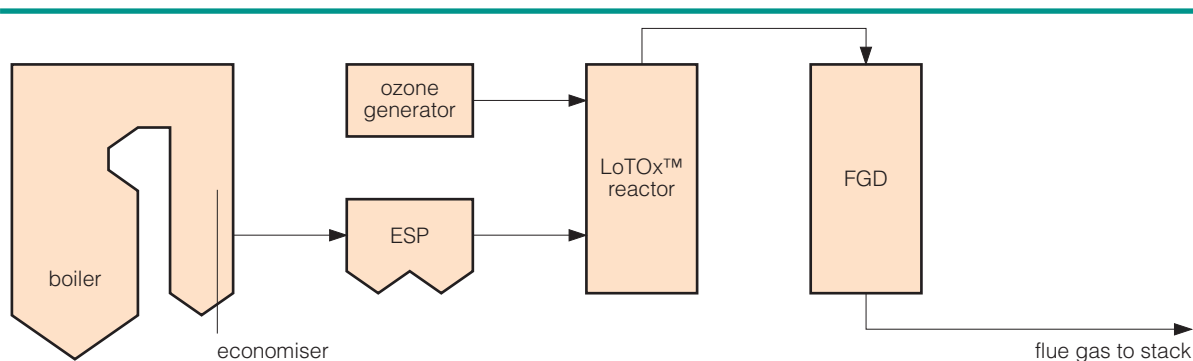 ozone
generator
LoTOx™
reactor
FGD
ESP
boiler
economiser
flue gas to stack